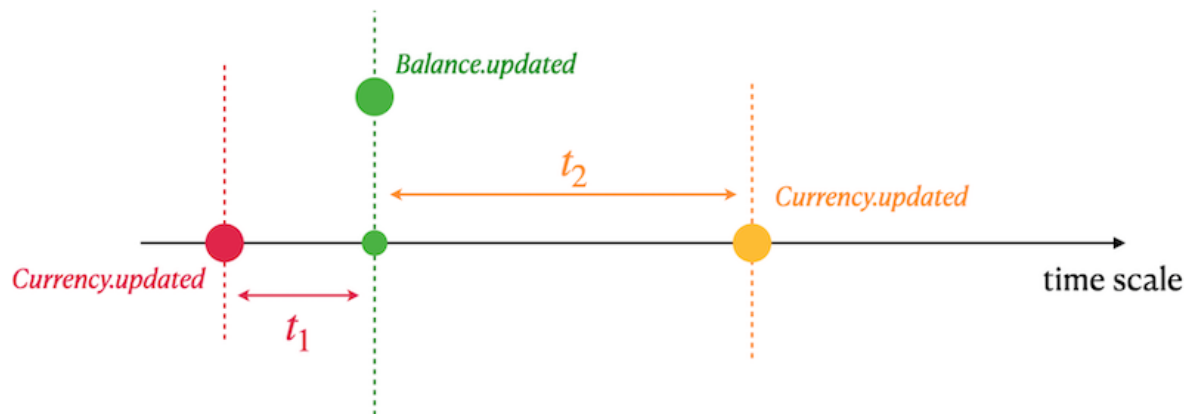 Balance.updated
t2
Currency.updated
Currency.updated
time scale
t1